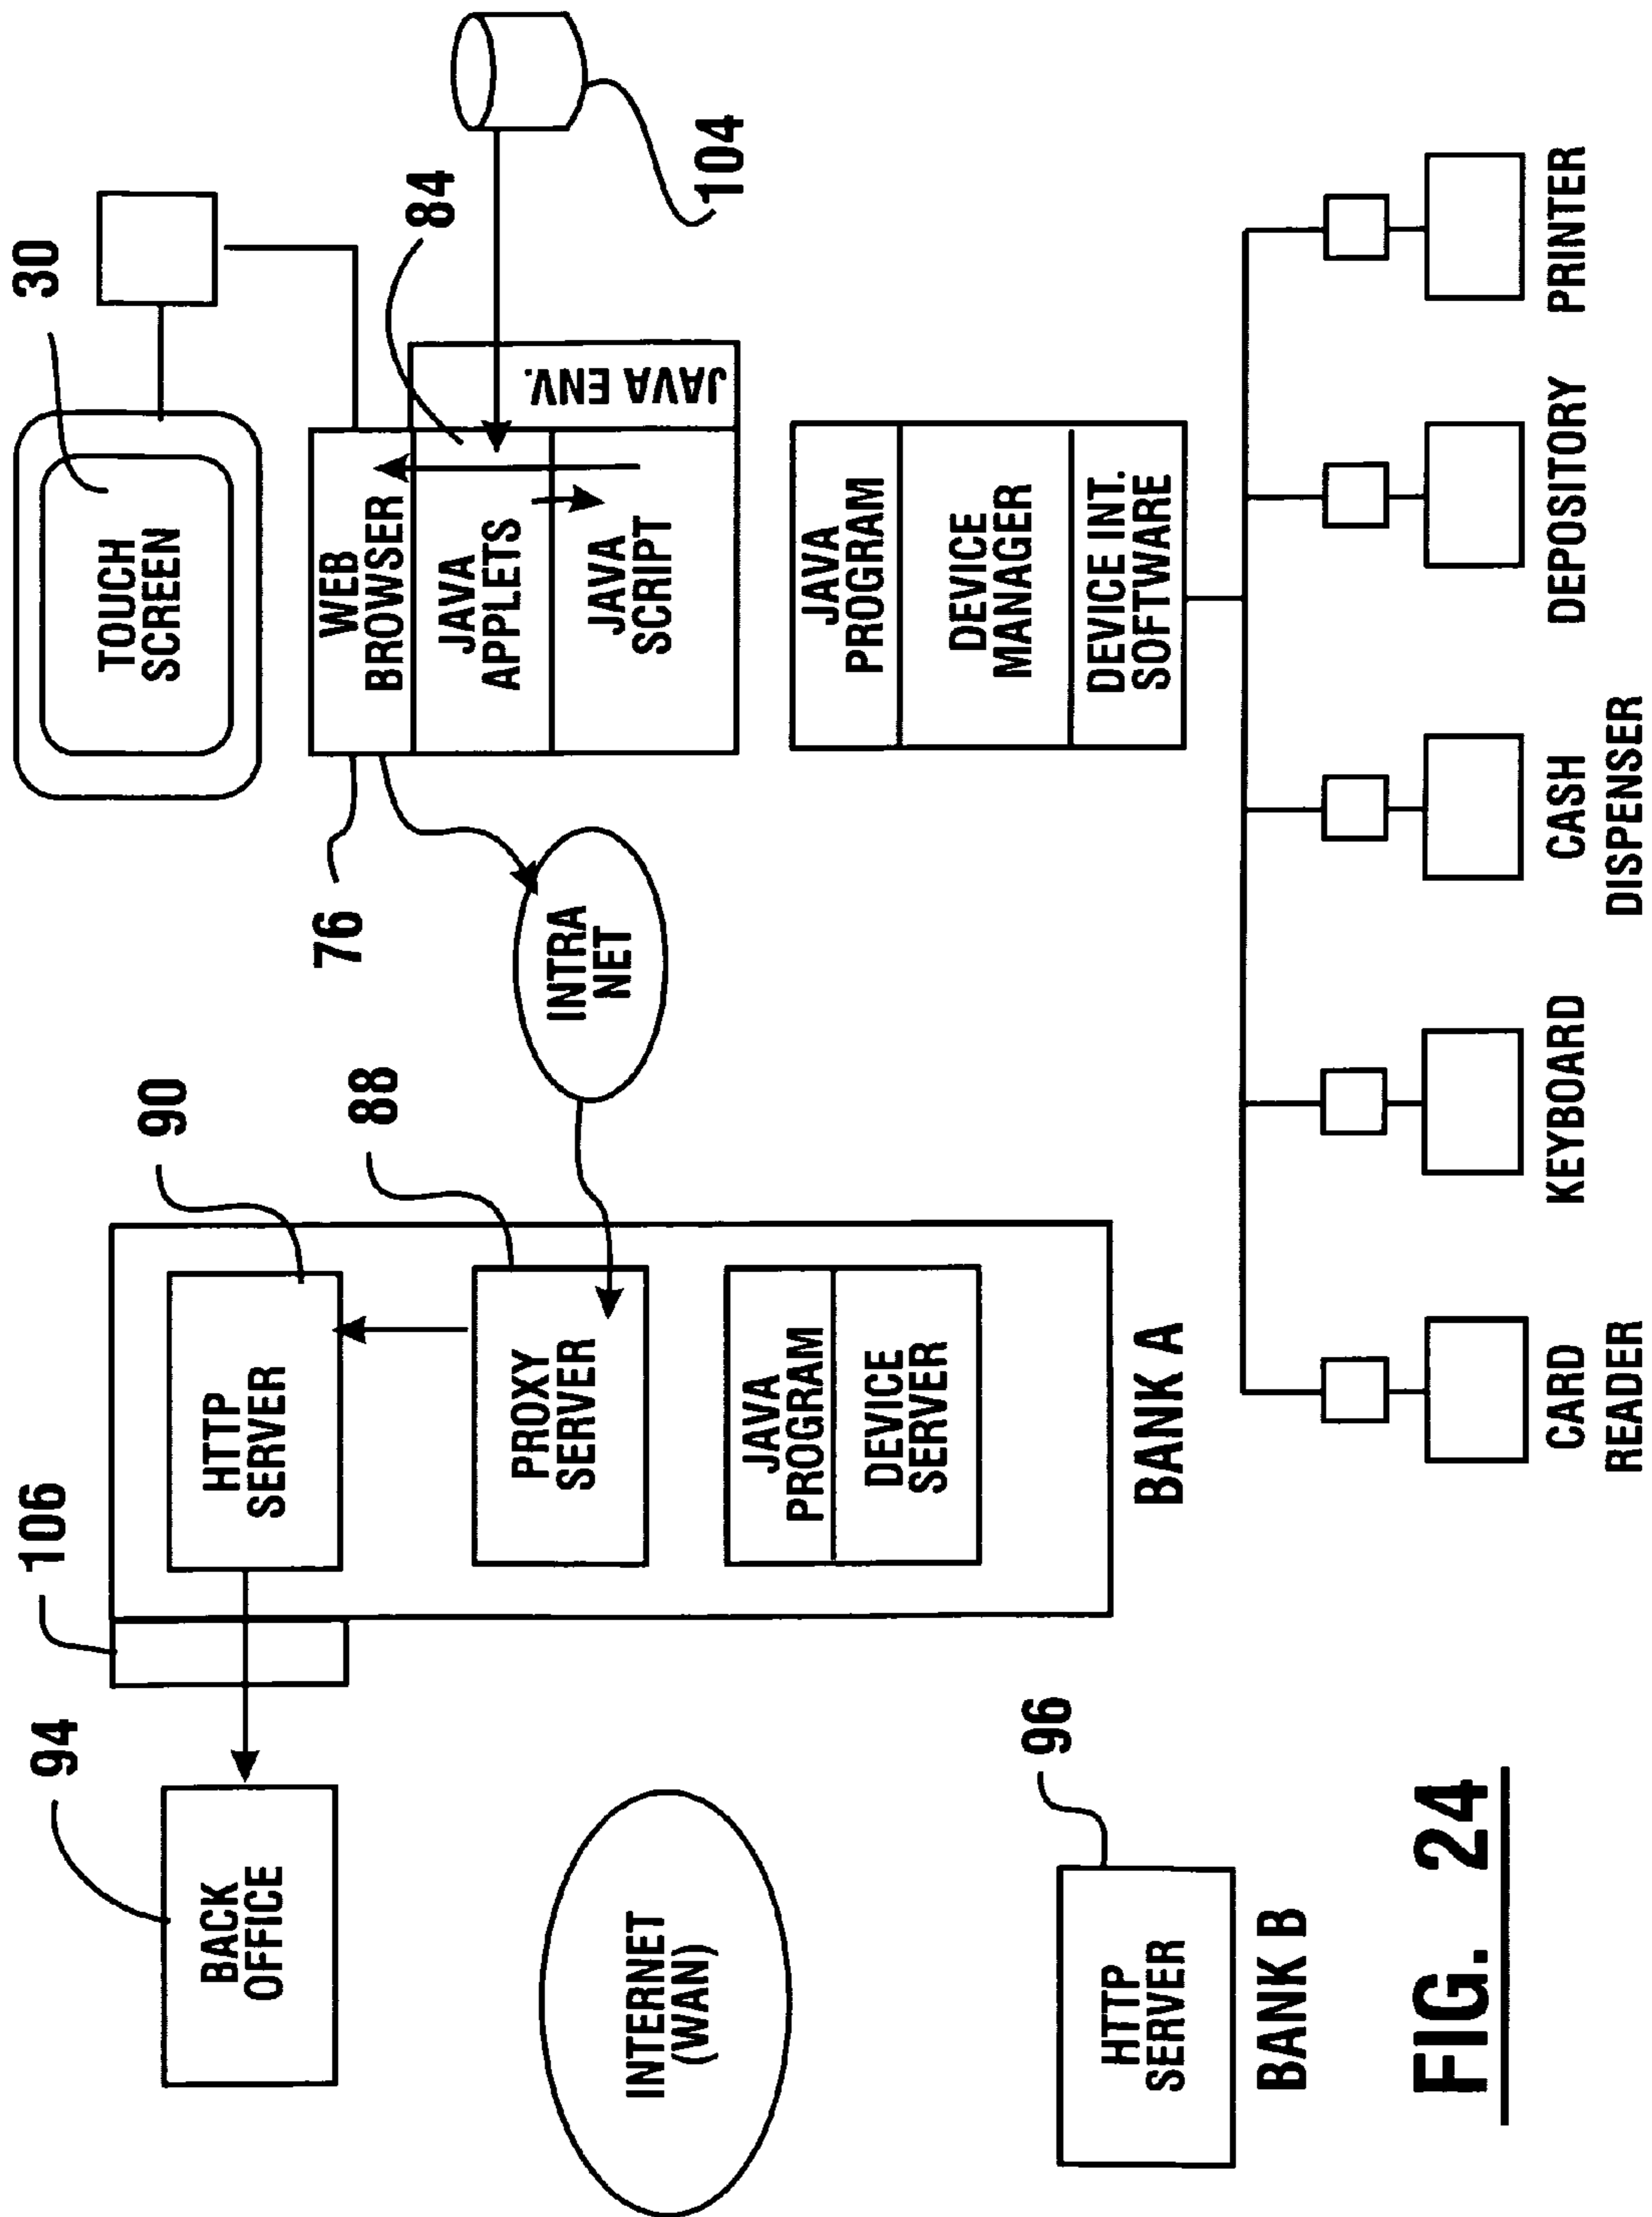 94
106
90
30
BACK
OFFICE
HTTP
SERVER
TOUCH
SCREEN
88
76
84
104
INTERNET
(WAN)
PROXY
SERVER
INTRA
NET
WEB
BROWSER
JAVA
APPLETS
JAVA
SCRIPT
JAVA ENV.
JAVA
PROGRAM
DEVICE
SERVER
JAVA
PROGRAM
DEVICE
MANAGER
DEVICE INT.
SOFTWARE
BANK A
96
HTTP
SERVER
BANK B
CARD
READER
KEYBOARD
CASH
DISPENSER
DEPOSITORY
PRINTER
FIG. 24